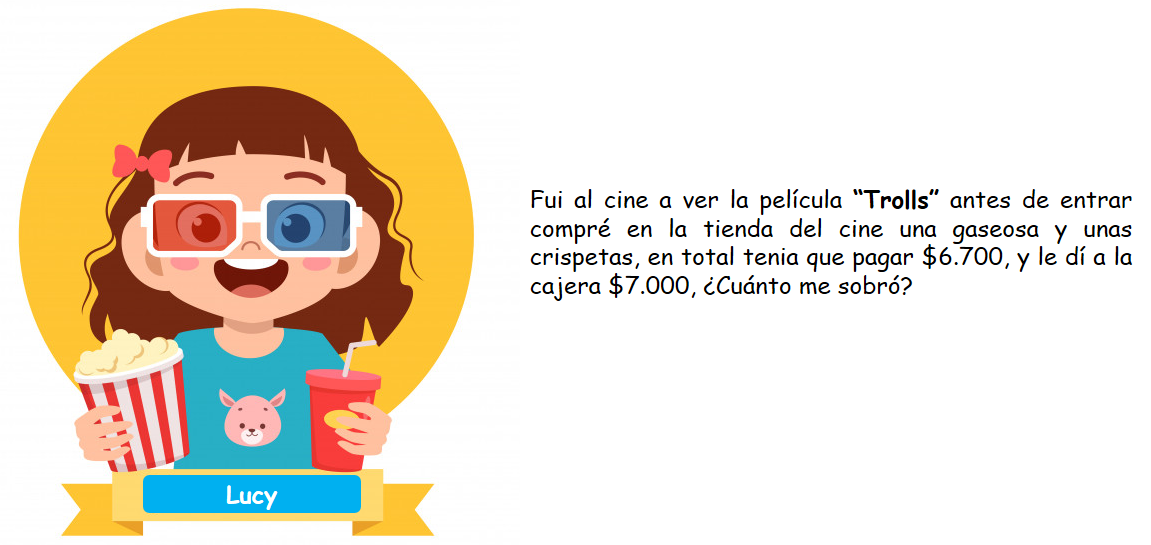 Fui al cine a ver la película “Trolls” antes de entrar
compré en la tienda del cine una gaseosa y unas
crispetas, en total tenia que pagar $6.700, y le dí a la
cajera $7.000, ¿Cuánto me sobró?
Lucy